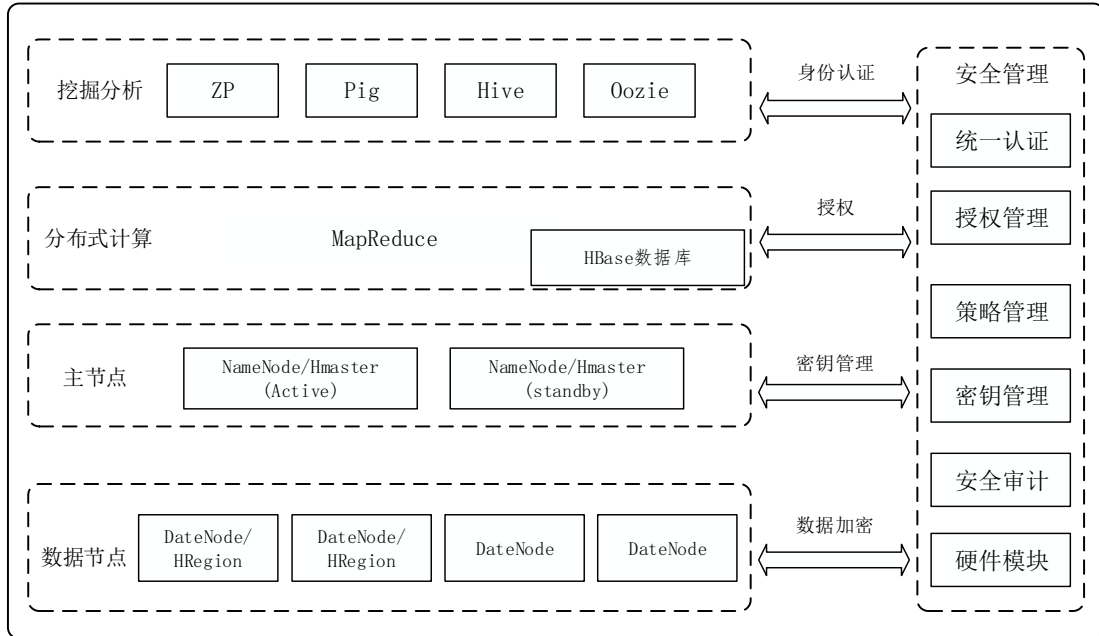 挖掘分析
ZP
Pig
Hive
Oozie
身份认证
安全管理
统一认证
分布式计算
MapReduce
HBase数据库
授权
授权管理
策略管理
主节点
NameNode/Hmaster
(Active)
NameNode/Hmaster
(standby)
密钥管理
密钥管理
安全审计
数据节点
DateNode/
HRegion
DateNode/
HRegion
DateNode
DateNode
数据加密
硬件模块